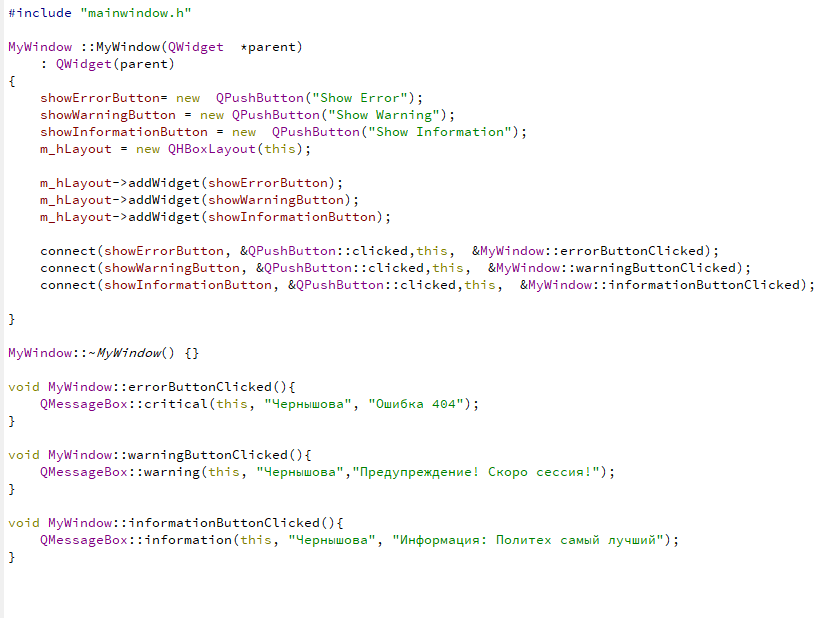 #include "mainwindow.h"
MyWindow ::MyWindow(QWidget  *parent)
    : QWidget(parent)
{
    showErrorButton= new  QPushButton("Show Error");
    showWarningButton = new QPushButton("Show Warning");
    showInformationButton = new  QPushButton("Show Information");
    m_hLayout = new QHBoxLayout(this);
    m_hLayout->addWidget(showErrorButton);
    m_hLayout->addWidget(showWarningButton);
    m_hLayout->addWidget(showInformationButton);
    connect(showErrorButton, &QPushButton::clicked,this,  &MyWindow::errorButtonClicked);
    connect(showWarningButton, &QPushButton::clicked,this,  &MyWindow::warningButtonClicked);
    connect(showInformationButton, &QPushButton::clicked,this,  &MyWindow::informationButtonClicked);
}
MyWindow::~MyWindow() {}
void MyWindow::errorButtonClicked(){
    QMessageBox::critical(this, "Чернышова", "Ошибка 404");
}
void MyWindow::warningButtonClicked(){
    QMessageBox::warning(this, "Чернышова","Предупреждение! Скоро сессия!");
}
void MyWindow::informationButtonClicked(){
    QMessageBox::information(this, "Чернышова", "Информация: Политех самый лучший");
}